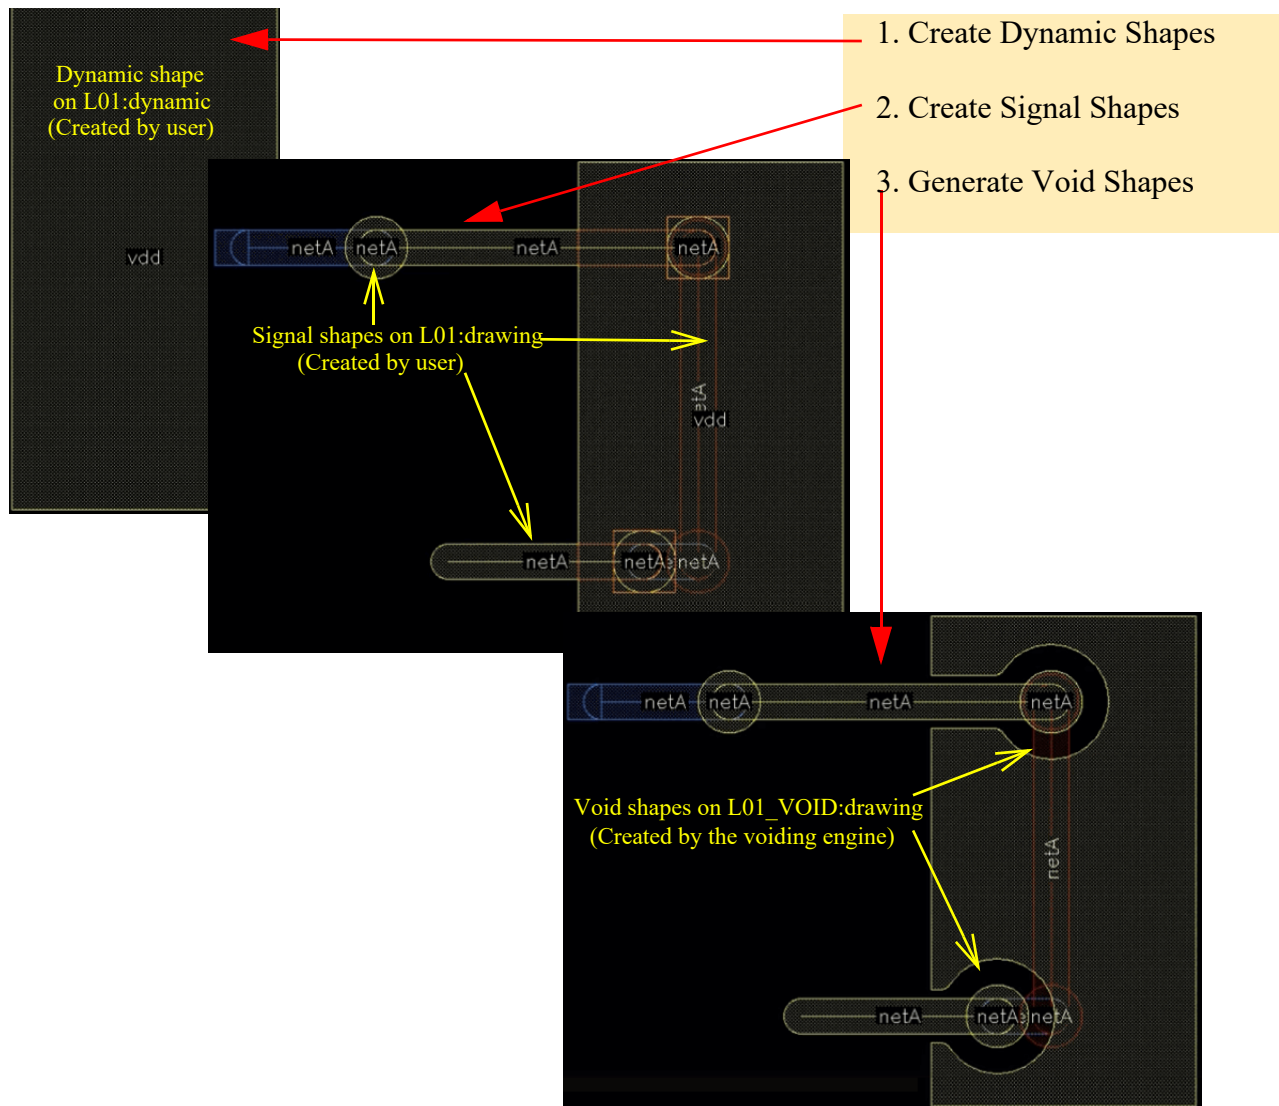 1. Create Dynamic Shapes
2. Create Signal Shapes
3. Generate Void Shapes
Dynamic shape
on L01:dynamic
(Created by user)
vdd
netA
netA
netA
netA
Signal shapes on L01:drawing
(Created by user)
etA
vdd
netA
netA
netA
netA
netA
netA
netA
Void shapes on L01_VOID:drawing
(Created by the voiding engine)
netA
netA
netA
netA